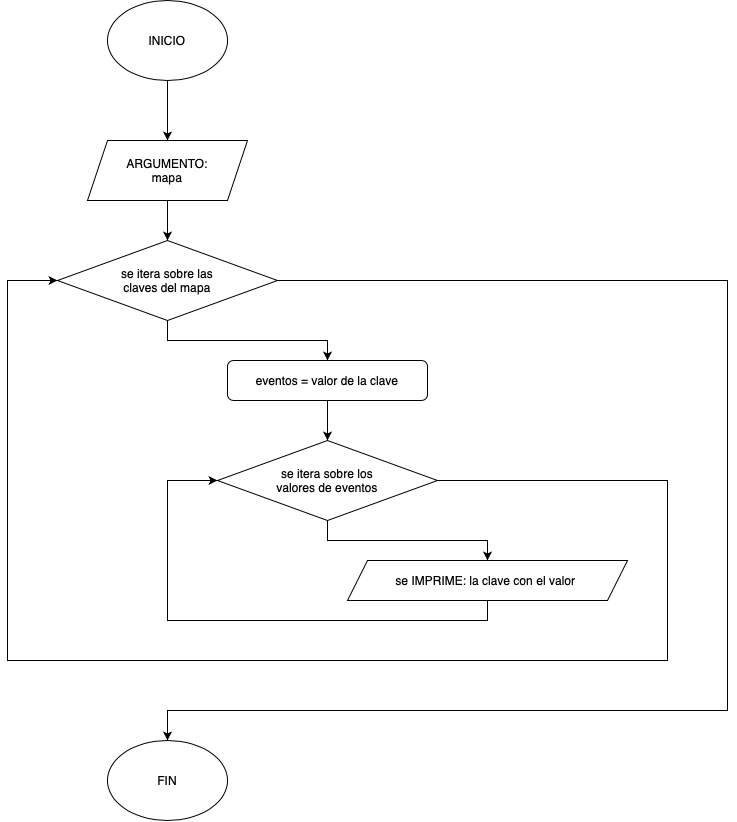 INICIO
ARGUMENTO:
mapa
se itera sobre las
claves del mapa
eventos = valor de la clave
se itera sobre los
valores de eventos
se IMPRIME: la clave con el valor
FIN